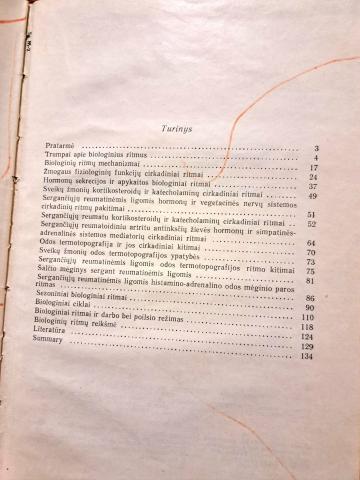 Turinys
Pratarmė 3
Trumpai apie biologinius ritmus 4
Biologinių ritmų mechanizmai 17
Žmogaus fiziologinių funkcijų cirkadiniai ritmai 24
Hormonų sekrecijos ir apykaitos biologiniai ritmai 37
Sveikų žmonių kortikosteroidų ir katecholaminų cirkadiniai ritmai 49
Sergančiųjų reumatinėmis ligomis hormonų ir vegetacinės nervų sistemos
cirkadinių ritmų pakitimai 51
Sergančiųjų reumatu kortikosteroidų ir katecholaminų cirkadiniai ritmai 52
Sergančiųjų reumatoidiniu artritu antinksčių žievės hormonų ir simpatinės-
adrenalinės sistemos mediatorių cirkadiniai ritmai 64
Odos termotopografija ir jos cirkadiniai kitimai 70
Sveikų žmonių odos termotopografijos ypatybės 73
Sergančiųjų reumatinėmis ligomis odos termotopografijos ritmo kitimai 75
Šalčio mėginys sergant reumatinėmis ligomis 81
Sergančiųjų reumatinėmis ligomis histamino-adrenalino odos mėginio paros
ritmas 86
Sezoniniai biologiniai ritmai 90
Biologiniai ciklai 110
Biologiniai ritmai ir darbo bei poilsio režimas 118
Biologinių ritmų reikšmė 124
Literatūra 129
Summary 134